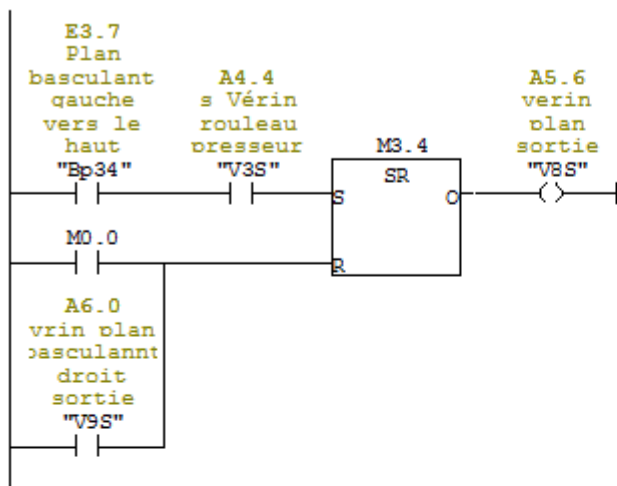 E3.7
Plan
basculant
gauche
vers le
haut
"Bp34"
A4.4
s Vérin
rouleau
presseur
"V3S"
M3.4
SR
S
R
Q
A5.6
verin
plan
sortie
"V8S"
M0.0
A6.0
vrin plan
basculannt
droit
sortie
"V9S"